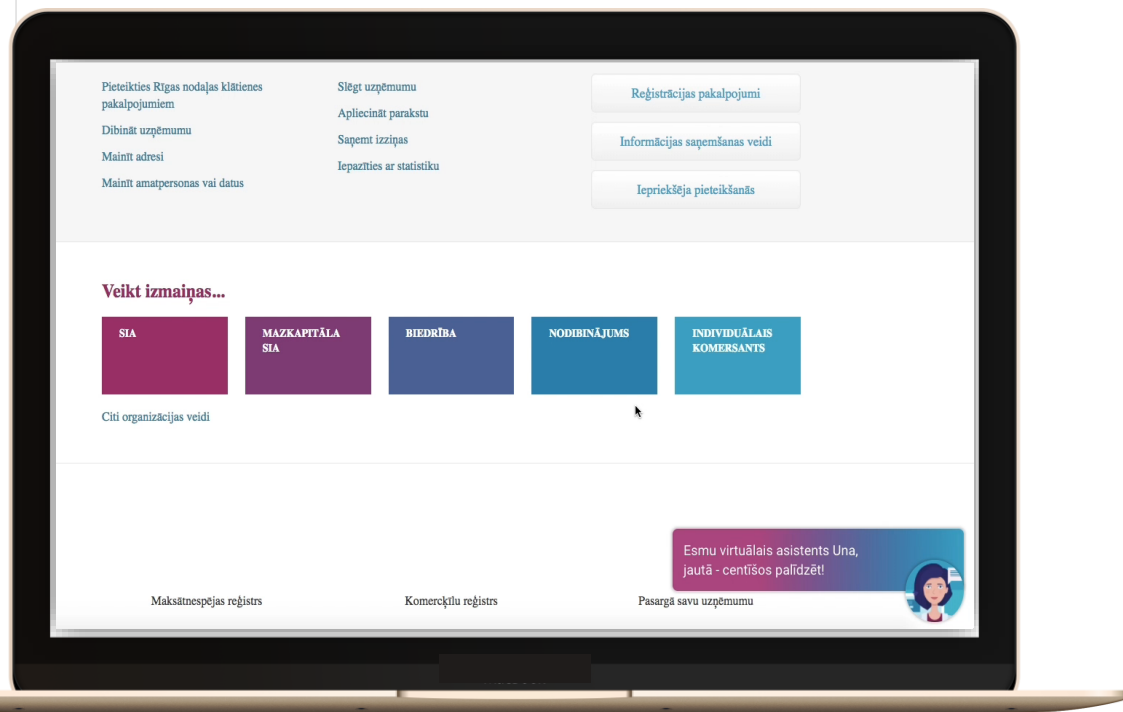 Pieteikties Rīgas nodaļas klātienes
pakalpojumiem
Dibināt uzņēmumu
Mainīt adresi
Mainīt amatpersonas vai datus
Slēgt uzņēmumu
Apliecināt parakstu
Saņemt izziņas
Iepazīties ar statistiku
Reģistrācijas pakalpojumi
Informācijas saņemšanas veidi
Iepriekšēja pieteikšanās
Veikt izmaiņas...
SIA
MAZKAPITĀLA
SIA
BIEDRĪBA
NODIBINĀJUMS
INDIVIDUĀLAIS
KOMERSANTS
Citi organizācijas veidi
Esmu virtuālais asistents Una,
jautā - centīšos palīdzēt!
Maksātnespējas reģistrs
Komercķīlu reģistrs
Pasargā savu uzņēmumu